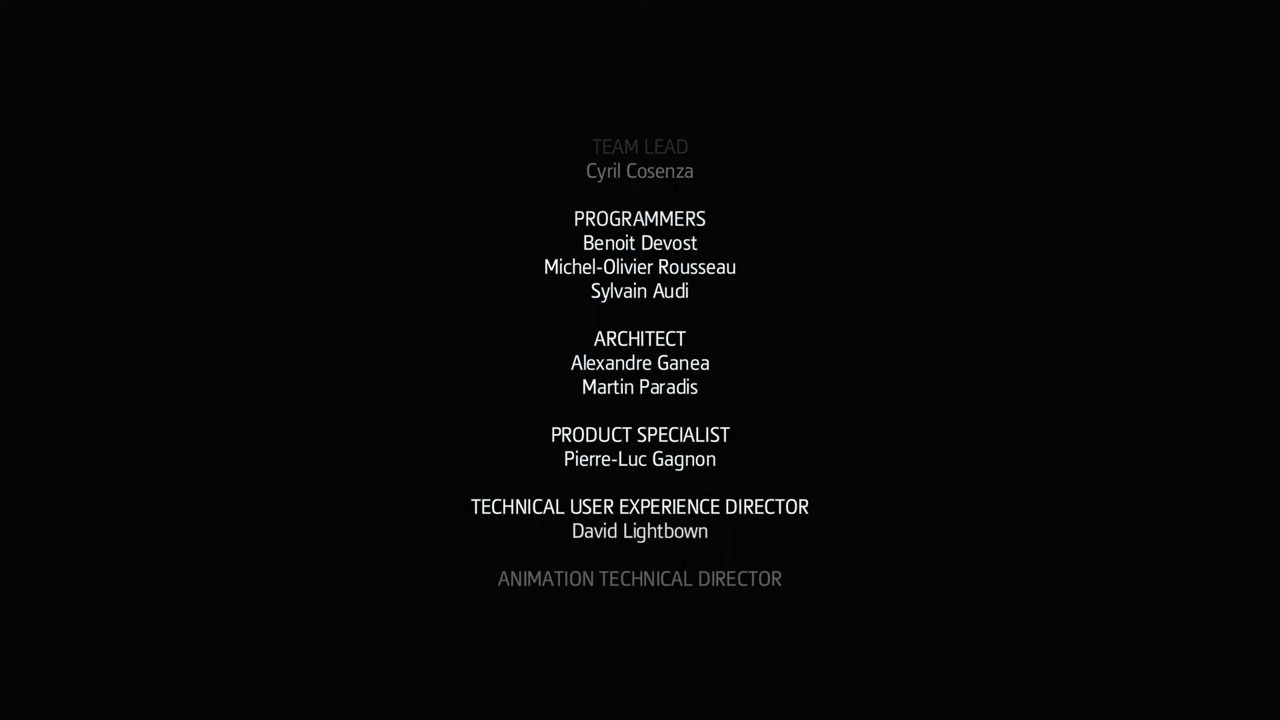 TEAM LEAD
Cyril Cosenza
PROGRAMMERS
Benoit Devost
Michel-Olivier Rousseau
Sylvain Audi
ARCHITECT
Alexandre Ganea
Martin Paradis
PRODUCT SPECIALIST
Pierre-Luc Gagnon
TECHNICAL USER EXPERIENCE DIRECTOR
David Lightbown
ANIMATION TECHNICAL DIRECTOR